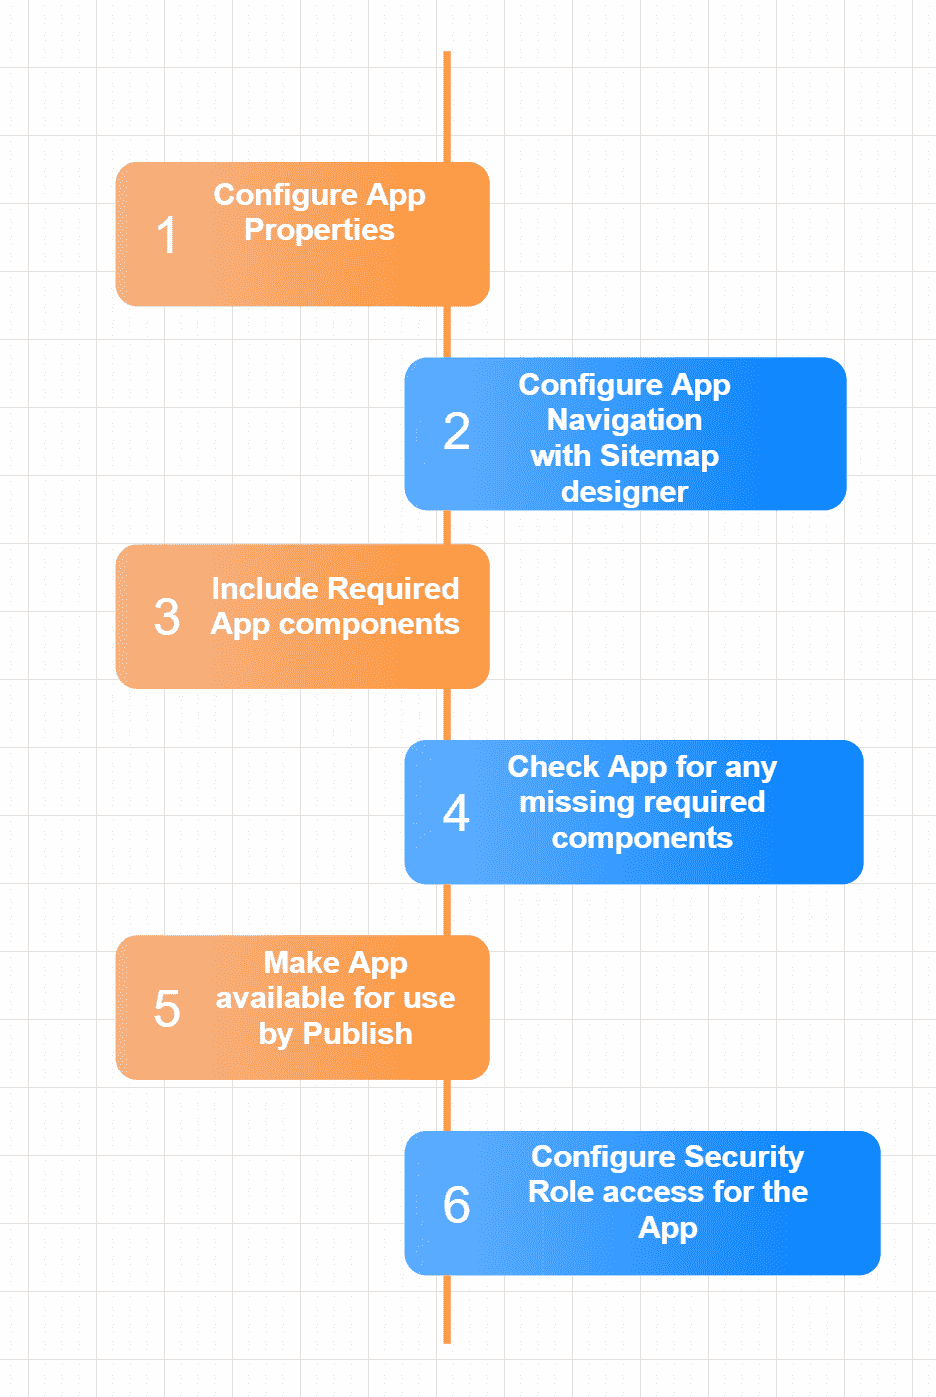 1
Configure App
Properties
2
Configure App
Navigation
with Sitemap
designer
3
Include Required
App components
4
Check App for any
missing required
components
5
Make App
available for use
by Publish
6
Configure Security
Role access for the
App